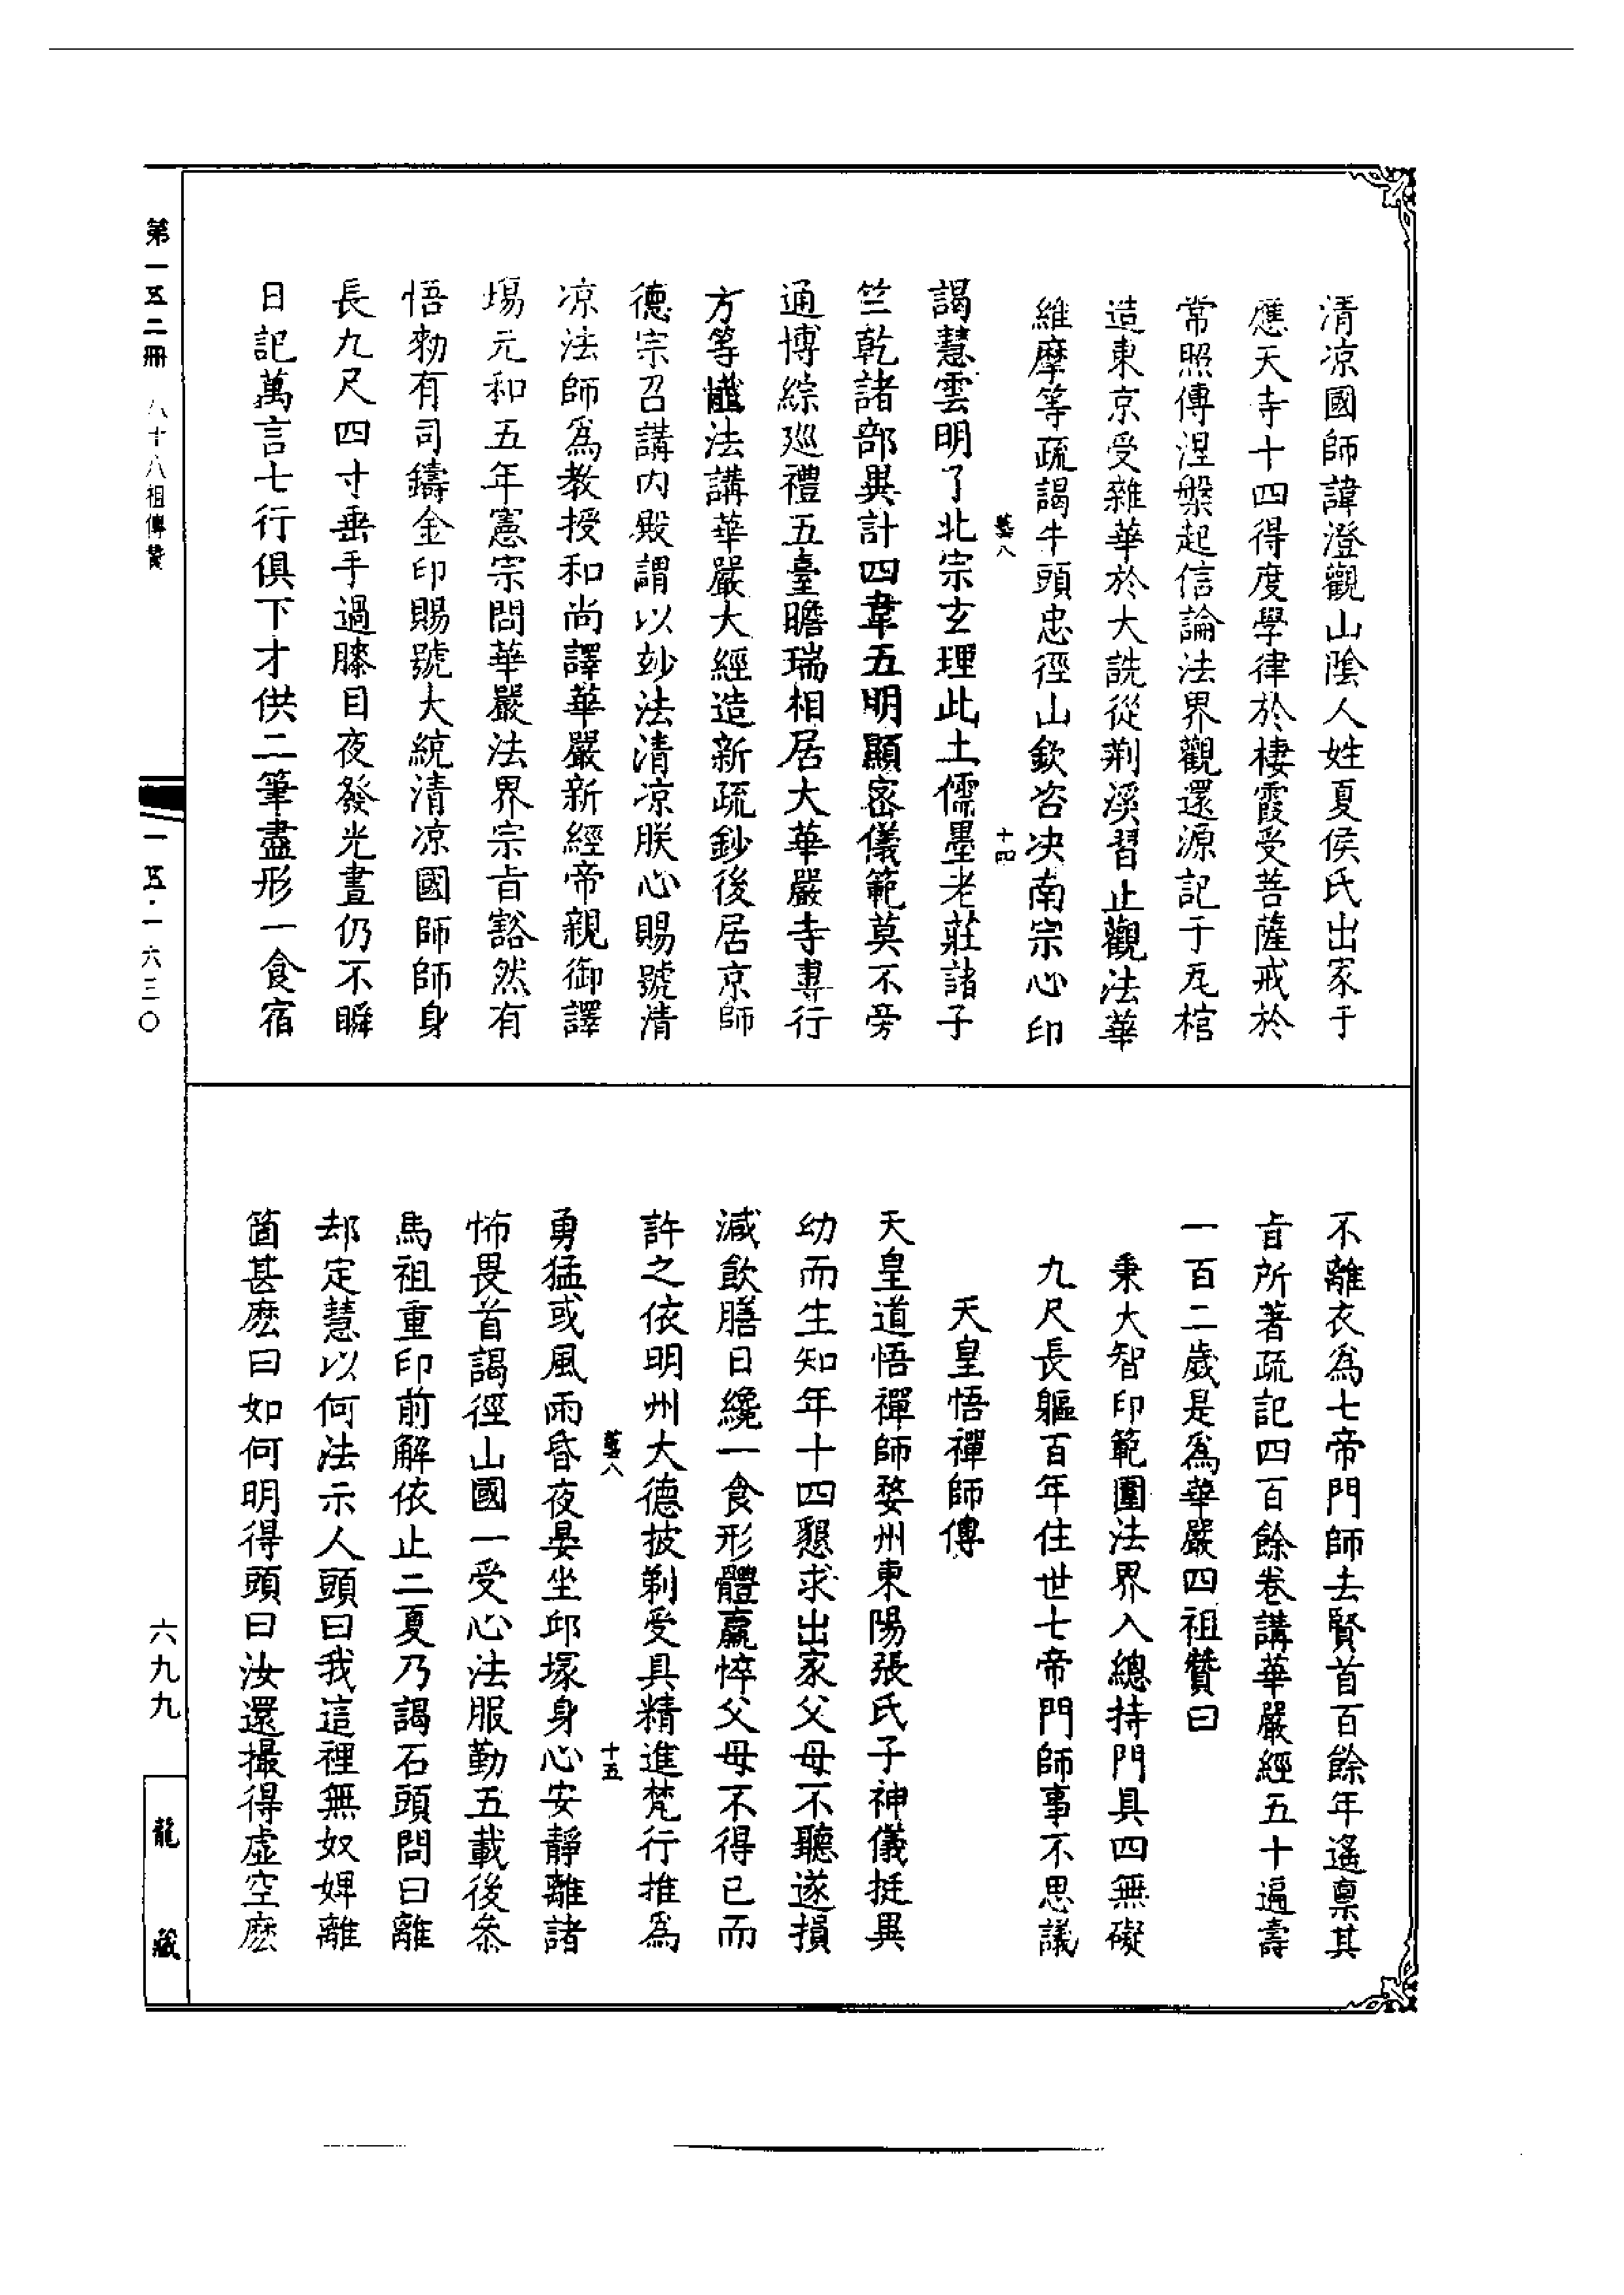 清凉國師諱澄觀山陰人姓夏侯氏出家于
應天寺十四得度學律於棲霞受菩薩戒於
常照傳涅槃起信論法界觀還源記于瓦棺
造東京受雜華於大詵從荆溪習止觀法華
維摩等疏謁牛頭忠徑山欽咨决南宗心印
藝八
十四
謁慧雲明了北宗玄理此土儒墨老莊諸子
竺乾諸部異計四韋五明顯密儀範莫不旁
通博綜廵禮五臺瞻瑞相居大華嚴寺專行
方等懺法講華嚴大經造新疏鈔後居京師
德宗召講内殿謂以玅法清凉朕心賜號清
凉法師爲教授和尚譯華嚴新經帝親御譯
塲元和五年憲宗問華嚴法界宗㫖豁然有
悟勑有司鑄金印賜號大統清凉國師師身
長九尺四寸垂手過膝目夜發光晝仍不瞬
日記萬言七行俱下才供二筆盡形一食宿
不離衣爲七帝門師去賢首百餘年遙禀其
㫖所著疏記四百餘卷講華嚴經五十遍壽
一百二歲是爲華嚴四祖贊曰
秉大智印範圍法界入總持門具四無礙
九尺長軀百年住世七帝門師事不思議
天皇悟禪師傳
天皇道悟禪師婺州東陽張氏子神儀挺異
幼而生知年十四懇求出家父母不聽遂損
減飲膳日纔一食形體羸悴父母不得已而
許之依明州大德披剃受具精進梵行推爲
藝八
十五
勇猛或風雨昏夜晏坐邱塚身心安靜離諸
怖畏首謁徑山國一受心法服勤五載後叅
馬祖重印前解依止二夏乃謁石頭問曰離
却定慧以何法示人頭曰我這裡無奴婢離
箇甚麽曰如何明得頭曰汝還撮得虛空麽
第一五二冊 八十八祖傳贊
一五·一六三〇
六九九
龍藏